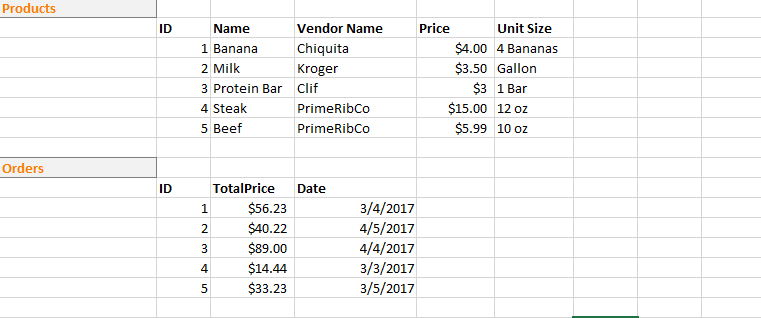 Products
ID Name Vendor Name Price Unit Size
1 Banana Chiquita $4.00 4 Bananas
2 Milk Kroger $3.50 Gallon
3 Protein Bar Clif $3 1 Bar
4 Steak PrimeRibCo $15.00 12 oz
5 Beef PrimeRibCo $5.99 10 oz
Orders
ID TotalPrice Date
1 $56.23 3/4/2017
2 $40.22 4/5/2017
3 $89.00 4/4/2017
4 $14.44 3/3/2017
5 $33.23 3/5/2017